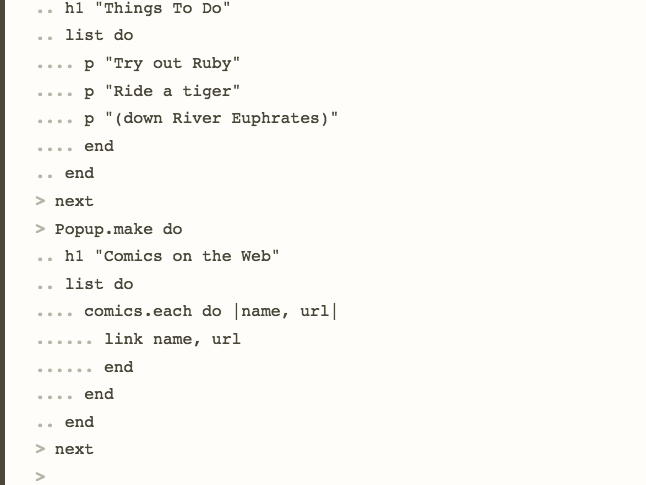 .. h1 "Things To Do"
.. list do
.... p "Try out Ruby"
.... p "Ride a tiger"
.... p "(down River Euphrates)"
.... end
.. end
> next
> Popup.make do
.. h1 "Comics on the Web"
.. list do
.... comics.each do |name, url|
...... link name, url
...... end
.... end
.. end
> next
>